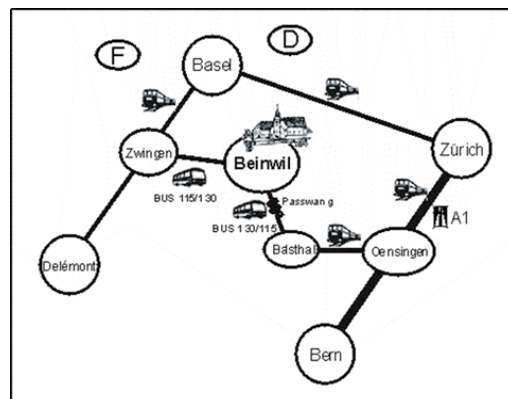 F
D
Basel
Zürich
Zwingen
Beinwil
BUS 115/130
Passwang
BUS 130/115
A1
Balsthal
Oensingen
Delémont
Bern